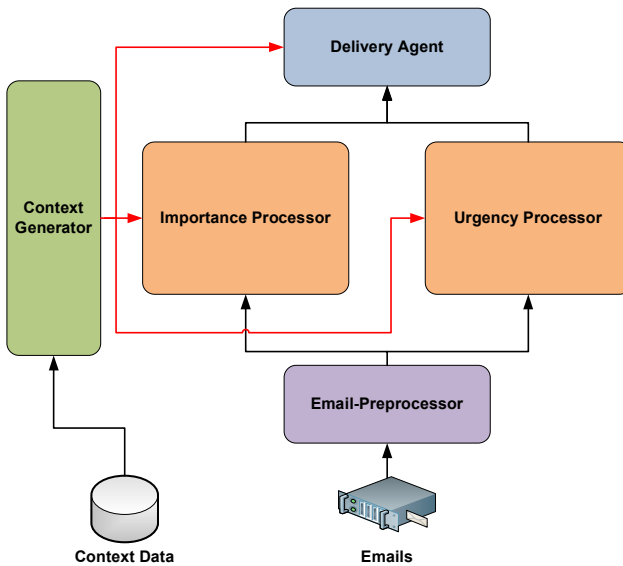 Delivery Agent
Context
Generator
Importance Processor
Urgency Processor
Email-Preprocessor
Context Data
Emails